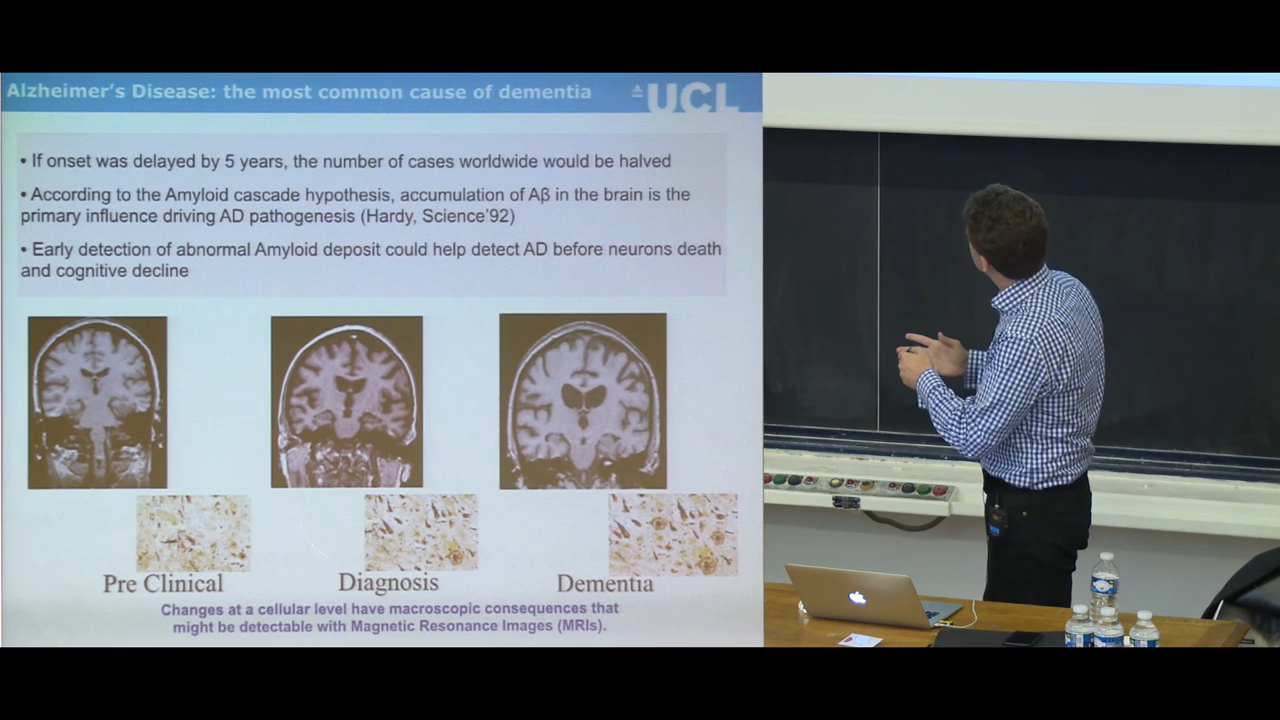 Alzheimer's Disease: the most common cause of dementia
UCL
• If onset was delayed by 5 years, the number of cases worldwide would be halved
• According to the Amyloid cascade hypothesis, accumulation of Aβ in the brain is the
primary influence driving AD pathogenesis (Hardy, Science'92)
• Early detection of abnormal Amyloid deposit could help detect AD before neurons death
and cognitive decline
Pre Clinical
Diagnosis
Dementia
Changes at a cellular level have macroscopic consequences that
might be detectable with Magnetic Resonance Images (MRIs).